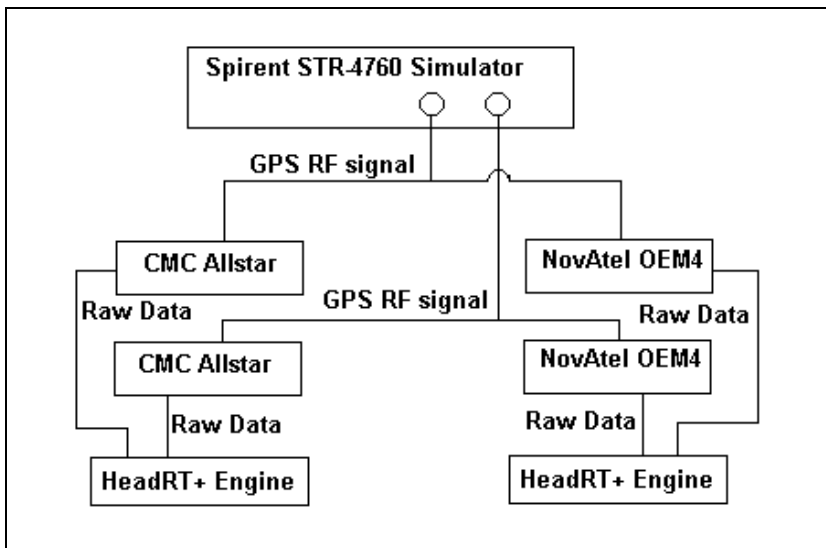 Spirent STR-4760 Simulator
GPS RF signal
CMC Allstar
NovAtel OEM4
Raw Data
GPS RF signal
Raw Data
CMC Allstar
NovAtel OEM4
Raw Data
Raw Data
HeadRT+ Engine
HeadRT+ Engine